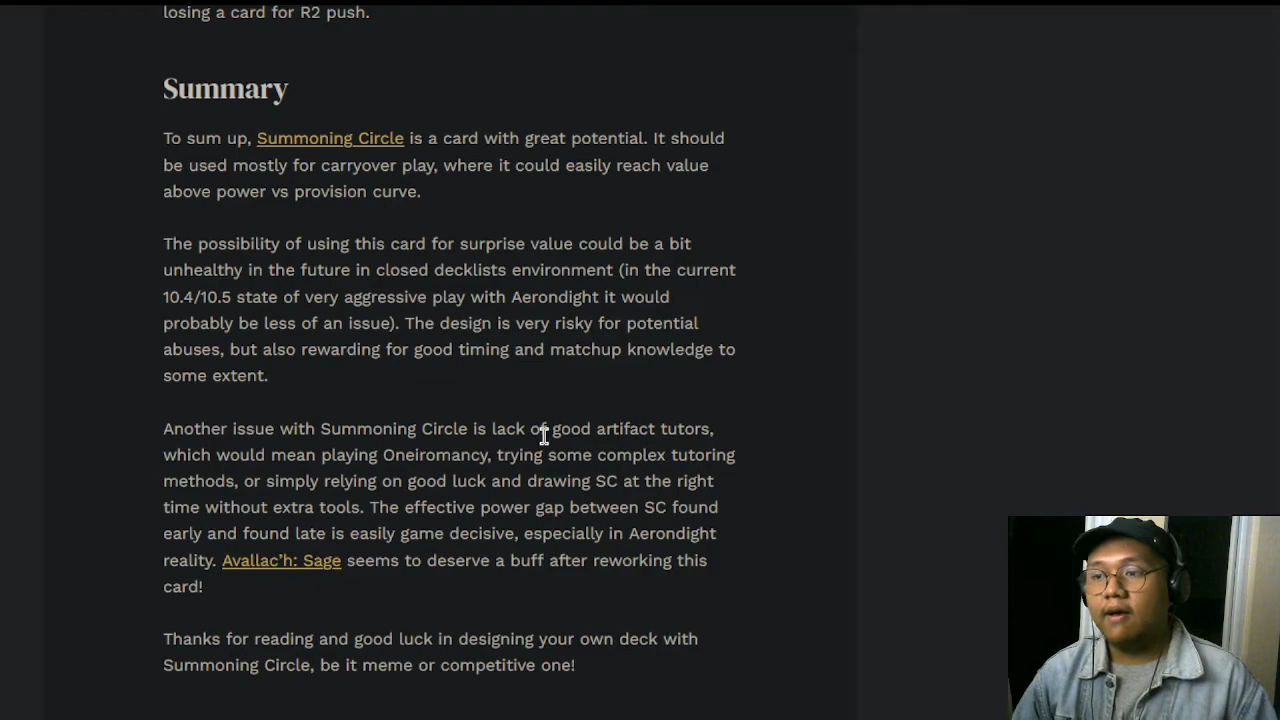 losing a card for R2 push.
Summary
To sum up, Summoning Circle is a card with great potential. It should
be used mostly for carryover play, where it could easily reach value
above power vs provision curve.
The possibility of using this card for surprise value could be a bit
unhealthy in the future in closed decklists environment (in the current
10.4/10.5 state of very aggressive play with Aerondight it would
probably be less of an issue). The design is very risky for potential
abuses, but also rewarding for good timing and matchup knowledge to
some extent.
Another issue with Summoning Circle is lack of good artifact tutors,
which would mean playing Oneiromancy, trying some complex tutoring
methods, or simply relying on good luck and drawing SC at the right
time without extra tools. The effective power gap between SC found
early and found late is easily game decisive, especially in Aerondight
reality. Avallac’h: Sage seems to deserve a buff after reworking this
card!
Thanks for reading and good luck in designing your own deck with
Summoning Circle, be it meme or competitive one!